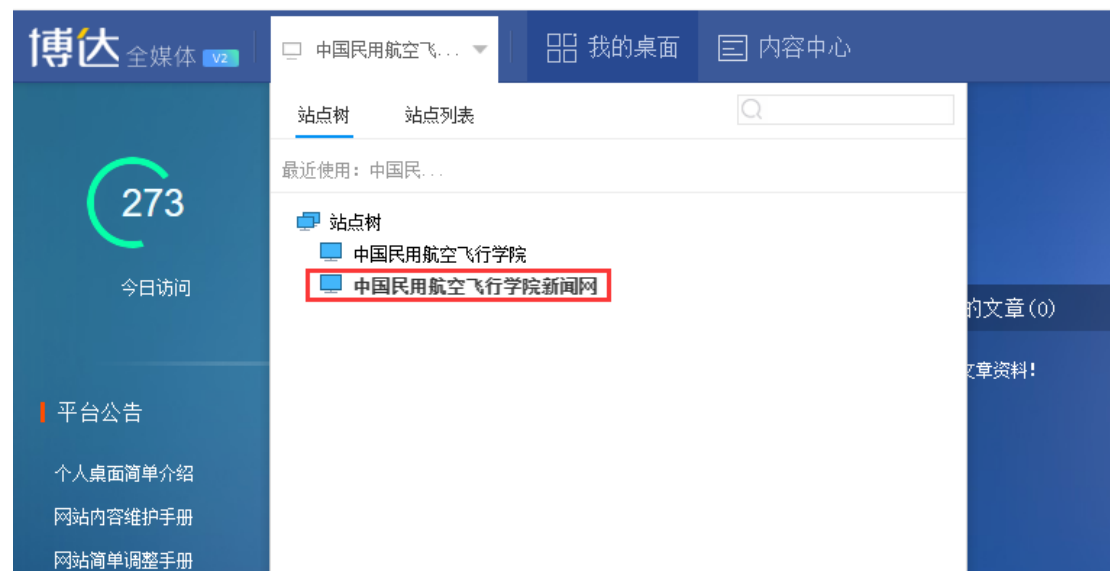 博达全媒体 V2
中国民用航空飞...
我的桌面
内容中心
站点树
站点列表
最近使用：中国民...
273
今日访问
站点树
中国民用航空飞行学院
中国民用航空飞行学院新闻网
的文章(0)
文章资料!
平台公告
个人桌面简单介绍
网站内容维护手册
网站简单调整手册